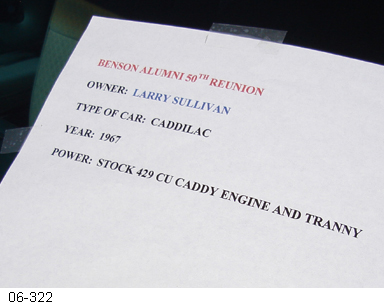 BENSON ALUMNI 50TH REUNION
OWNER: LARRY SULLIVAN
TYPE OF CAR: CADDILAC
YEAR: 1967
POWER: STOCK 429 CU CADDY ENGINE AND TRANNY
06-322